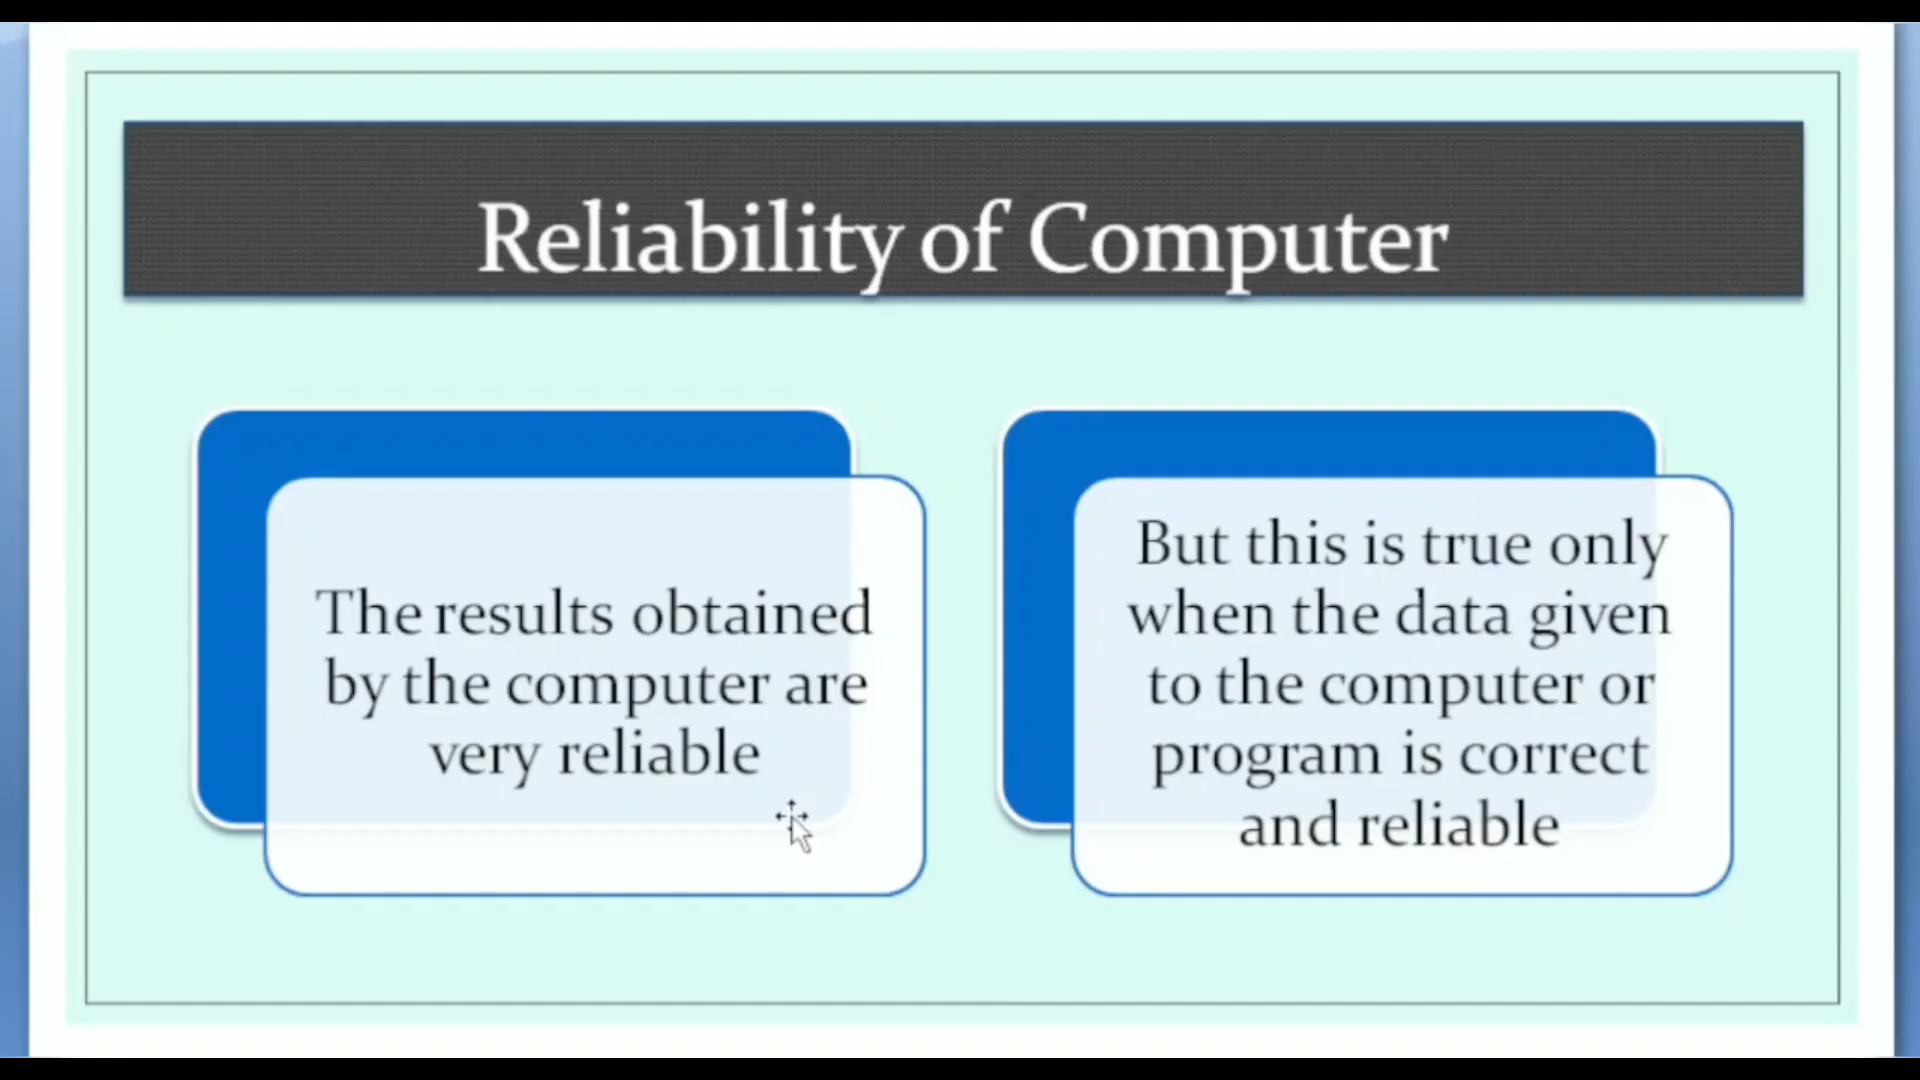 Reliability of Computer
The results obtained
by the computer are
very reliable
But this is true only
when the data given
to the computer or
program is correct
and reliable